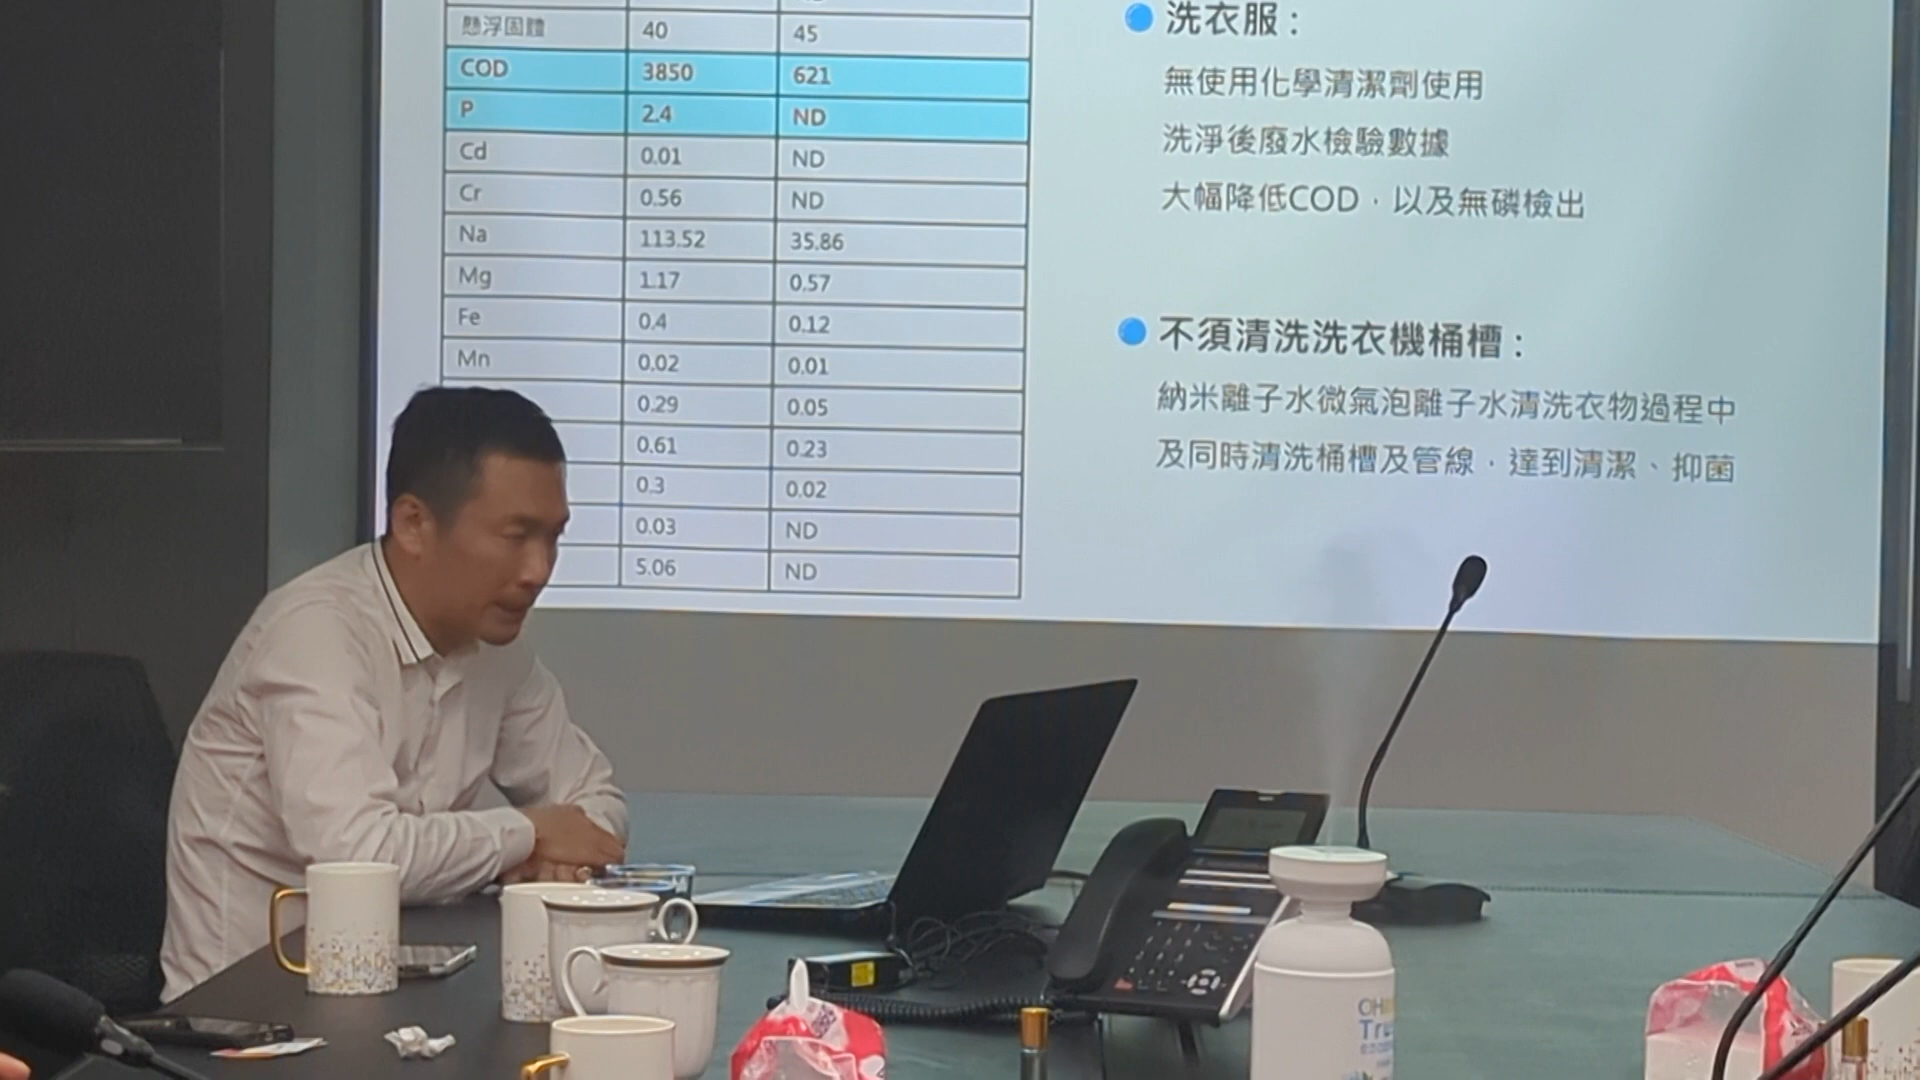 懸浮固體 40 45
COD 3850 621
P 2.4 ND
Cd 0.01 ND
Cr 0.56 ND
Na 113.52 35.86
Mg 1.17 0.57
Fe 0.4 0.12
Mn 0.02 0.01
0.29 0.05
0.61 0.23
0.3 0.02
0.03 ND
5.06 ND
洗衣服：
無使用化學清潔劑使用
洗淨後廢水檢驗數據
大幅降低COD，以及無磷檢出
不須清洗洗衣機桶槽：
納米離子水微氣泡離子水清洗衣物過程中
及同時清洗桶槽及管線，達到清潔、抑菌
OH
Tru